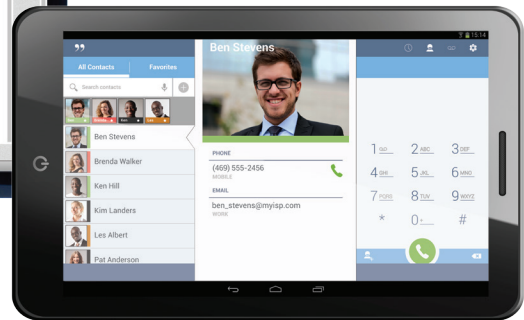 15:14
All Contacts Favorites
Search contacts
Ben Stevens
Brenda Walker
Ken Hill
Kim Landers
Les Albert
Pat Anderson
Ben Stevens
PHONE
(469) 555-2456
MOBILE
EMAIL
ben_stevens@myisp.com
WORK
1 2 ABC 3 DEF
4 GHI 5 JKL 6 MNO
7 PQRS 8 TUV 9 WXYZ
* 0 + #